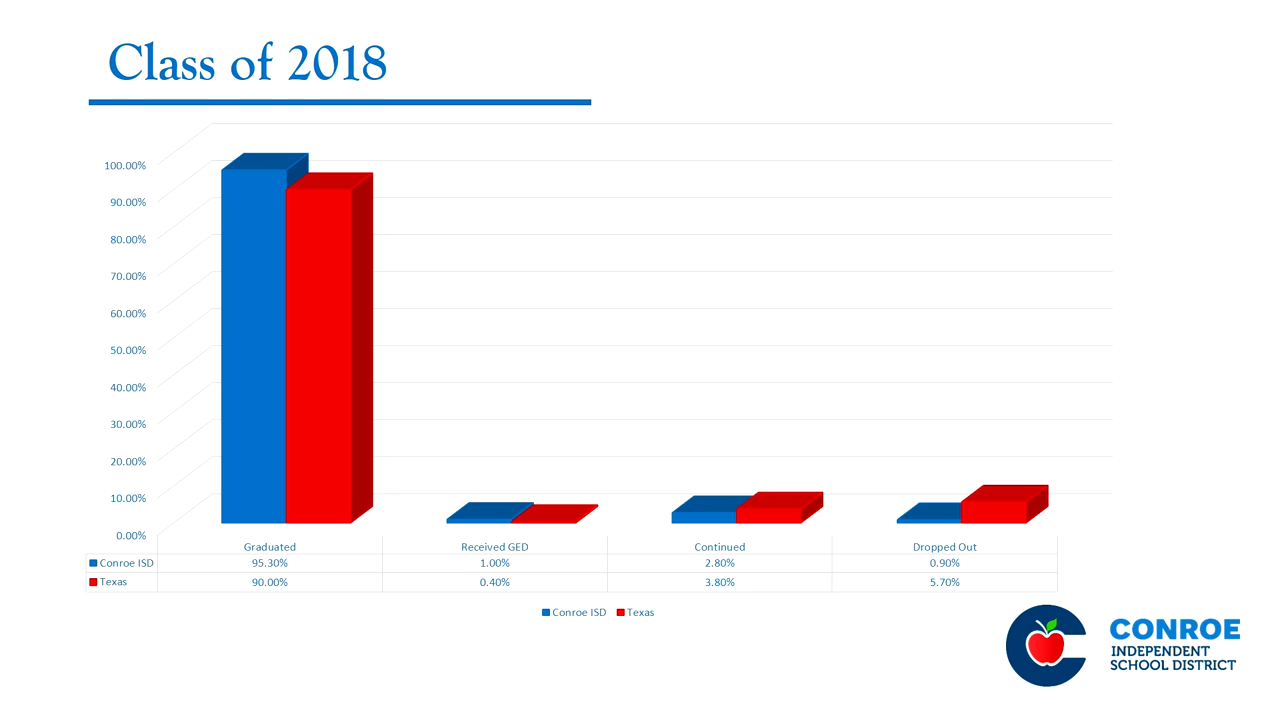 Class of 2018
100.00%
90.00%
80.00%
70.00%
60.00%
50.00%
40.00%
30.00%
20.00%
10.00%
0.00%
Graduated Received GED Continued Dropped Out
Conroe ISD 95.30% 1.00% 2.80% 0.90%
Texas 90.00% 0.40% 3.80% 5.70%
Conroe ISD Texas
CONROE
INDEPENDENT
SCHOOL DISTRICT